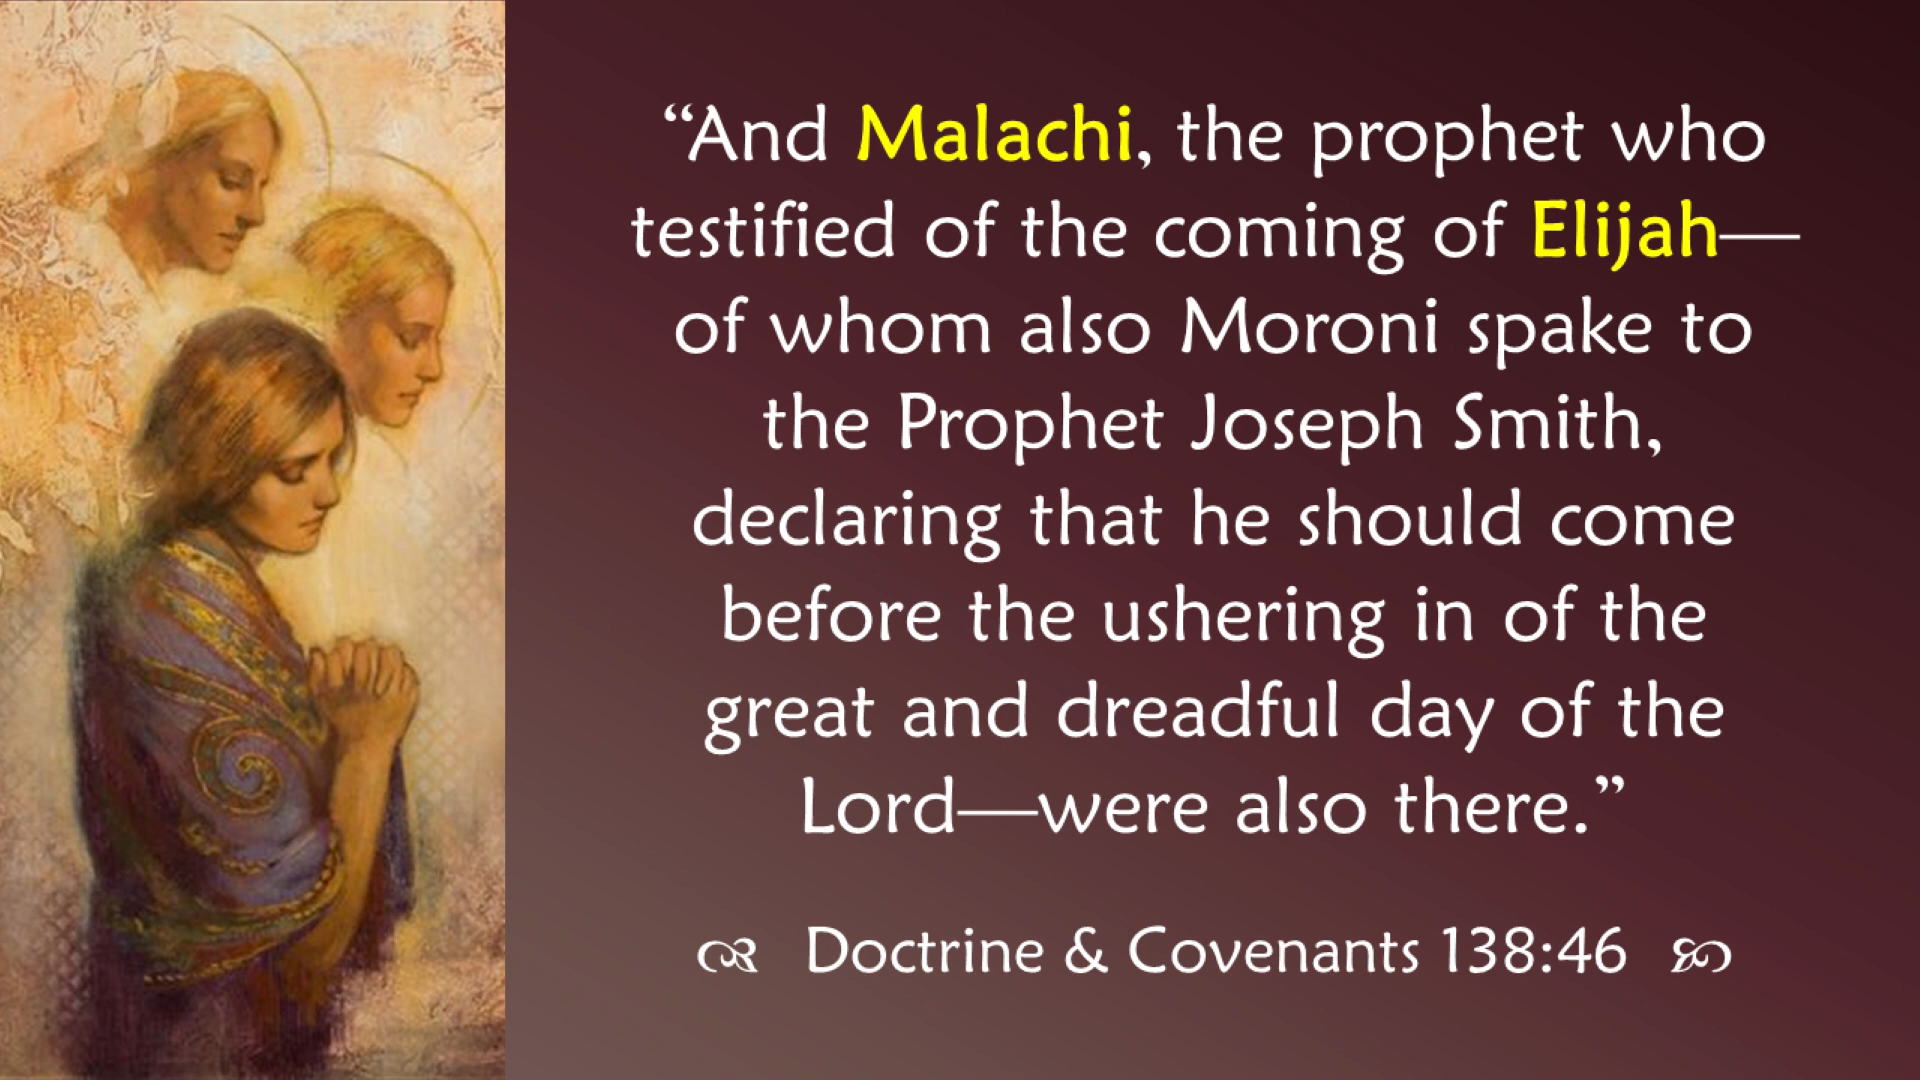 “And Malachi, the prophet who
testified of the coming of Elijah—
of whom also Moroni spake to
the Prophet Joseph Smith,
declaring that he should come
before the ushering in of the
great and dreadful day of the
Lord—were also there.”
Doctrine & Covenants 138:46